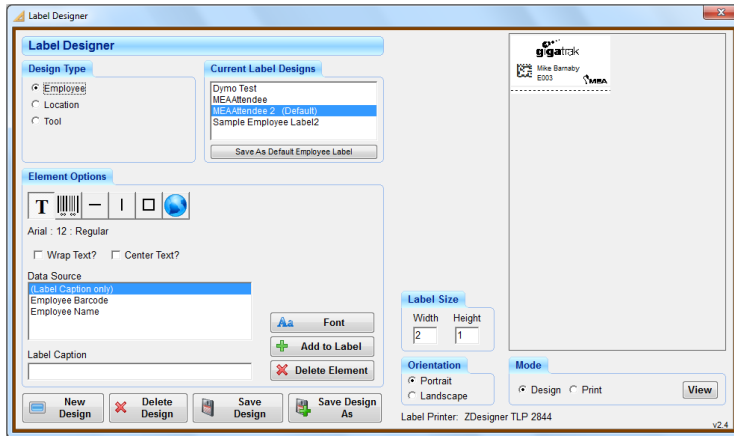 Label Designer
Label Designer
Design Type
Employee
Location
Tool
Current Label Designs
Dymo Test
MEAAttendee
MEAAttendee 2 (Default)
Sample Employee Label2
Save As Default Employee Label
Element Options
T
Arial : 12 : Regular
Wrap Text? Center Text?
Data Source
(Label Caption only)
Employee Barcode
Employee Name
Label Caption
Aa Font
Add to Label
Delete Element
New Design
Delete Design
Save Design
Save Design As
gigatrak
Mike Barnaby
E003
MEA
Label Size
Width Height
2 1
Orientation
Portrait
Landscape
Mode
Design Print
View
Label Printer: ZDesigner TLP 2844
v2.4